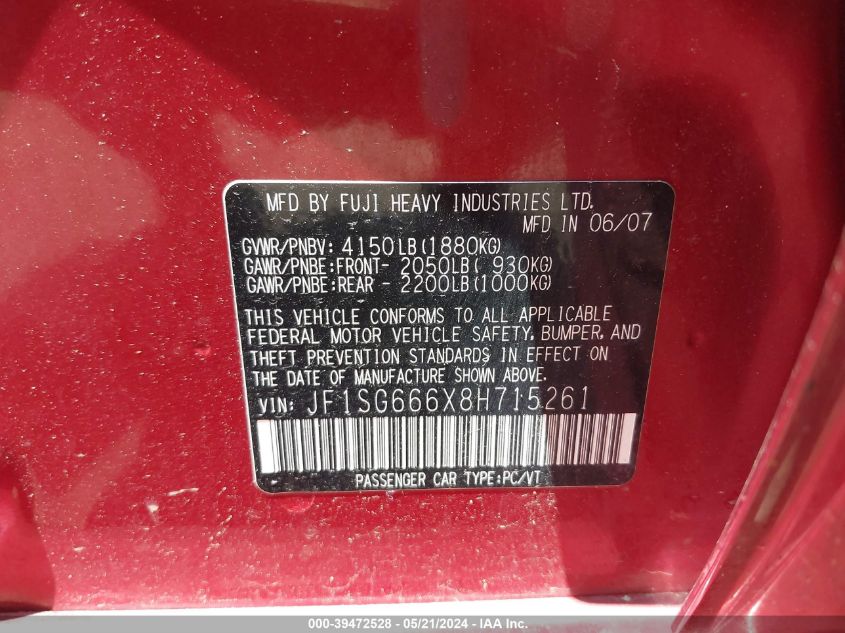 MFD BY FUJI HEAVY INDUSTRIES LTD.
MFD IN 06/07
GVWR/PNBV: 4150LB(1880KG)
GAWR/PNBE:FRONT- 2050LB( 930KG)
GAWR/PNBE:REAR - 2200LB(1000KG)
THIS VEHICLE CONFORMS TO ALL APPLICABLE
FEDERAL MOTOR VEHICLE SAFETY, BUMPER, AND
THEFT PREVENTION STANDARDS IN EFFECT ON
THE DATE OF MANUFACTURE SHOWN ABOVE.
VIN: JF1SG666X8H715261
PASSENGER CAR TYPE:PC/VT
000-39472528 - 05/21/2024 - IAA, Inc.